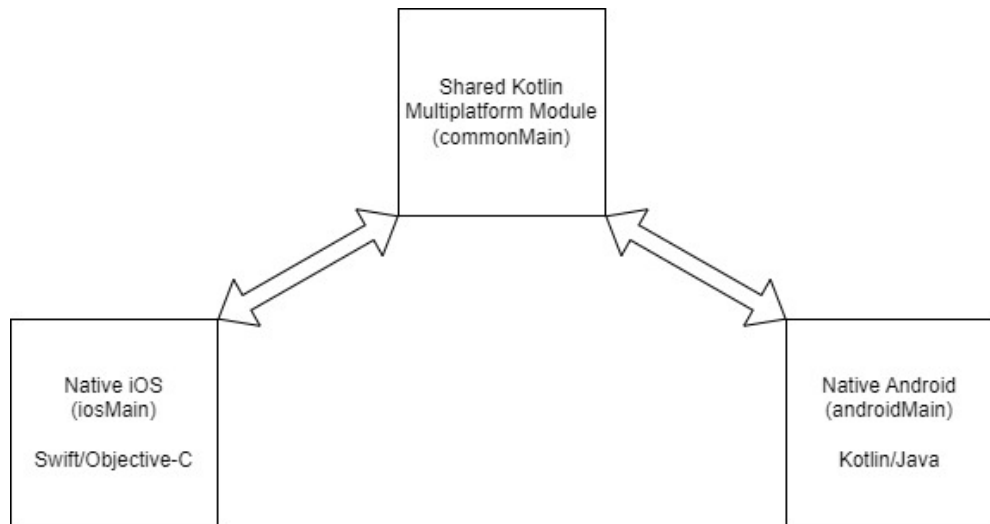 Shared Kotlin
Multiplatform Module
(commonMain)
Native iOS
(iosMain)
Swift/Objective-C
Native Android
(androidMain)
Kotlin/Java